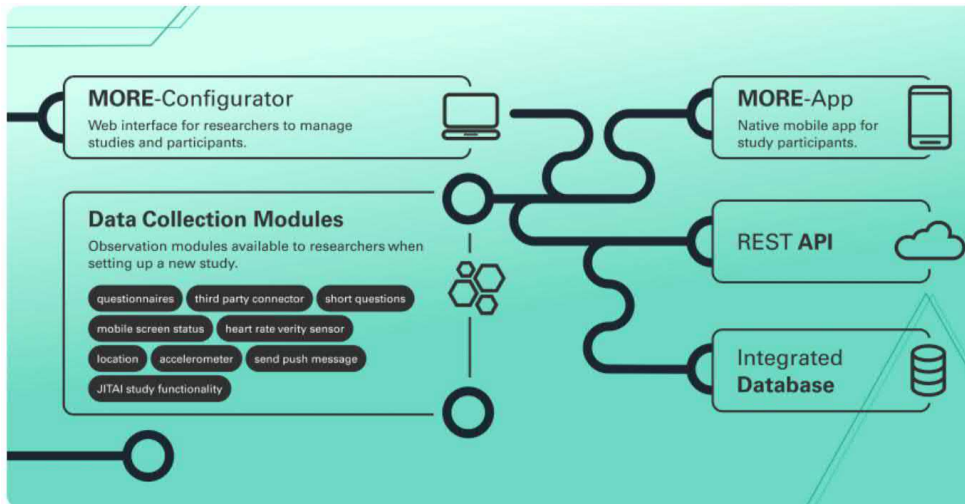 MORE-Configurator
Web interface for researchers to manage
studies and participants.
Data Collection Modules
Observation modules available to researchers when
setting up a new study.
questionnaires third party connector short questions
mobile screen status heart rate verity sensor
location accelerometer send push message
JITAI study functionality
MORE-App
Native mobile app for
study participants.
REST API
Integrated
Database